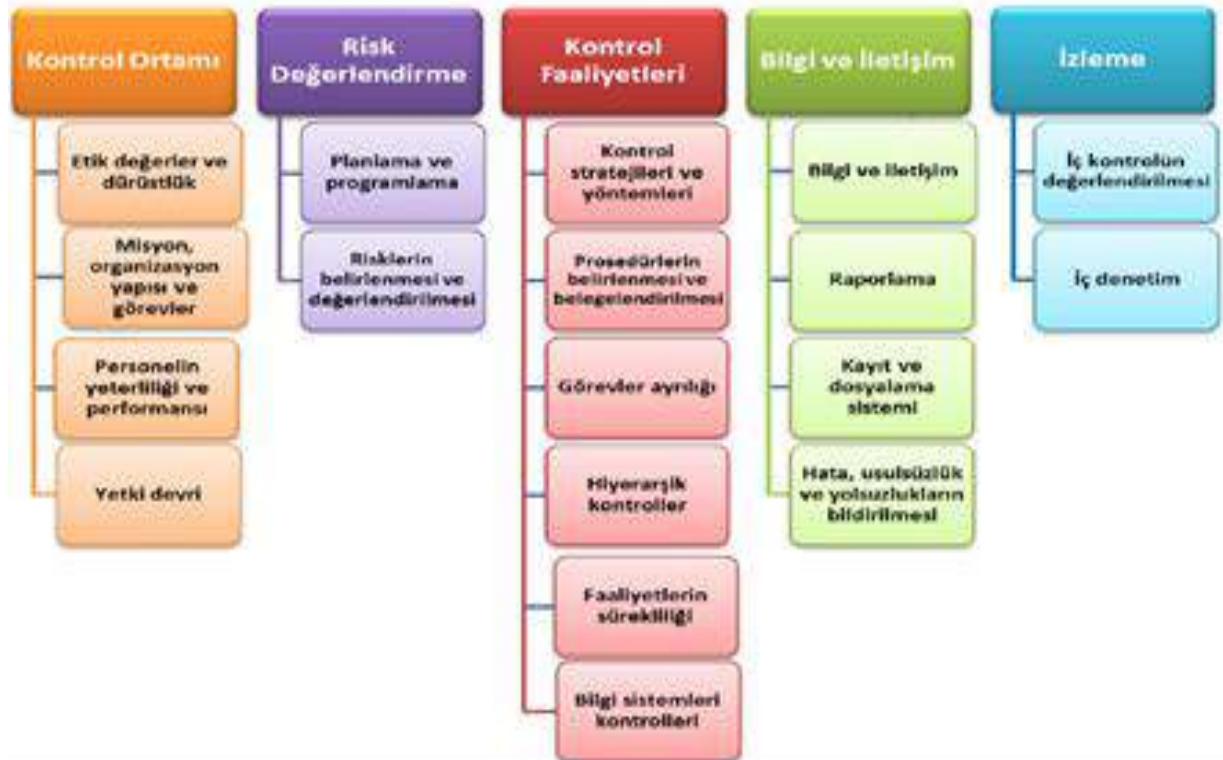 Kontrol Ortamı
Etik değerler ve
dürüstlük
Misyon,
organizasyon
yapısı ve
görevler
Personelin
yeterliliği ve
performansı
Yetki devri
Risk
Değerlendirme
Planlama ve
programlama
Risklerin
belirlenmesi ve
değerlendirilmesi
Kontrol
Faaliyetleri
Kontrol
stratejileri ve
yöntemleri
Prosedürlerin
belirlenmesi ve
belegelendirilmesi
Görevler ayrılığı
Hiyerarşik
kontroller
Faaliyetlerin
sürekliliği
Bilgi sistemleri
kontrolleri
Bilgi ve İletişim
Bilgi ve iletişim
Raporlama
Kayıt ve
dosyalama
sistemi
Hata, usulsüzlük
ve yolsuzlukların
bildirilmesi
İzleme
İç kontrolün
değerlendirilmesi
İç denetim